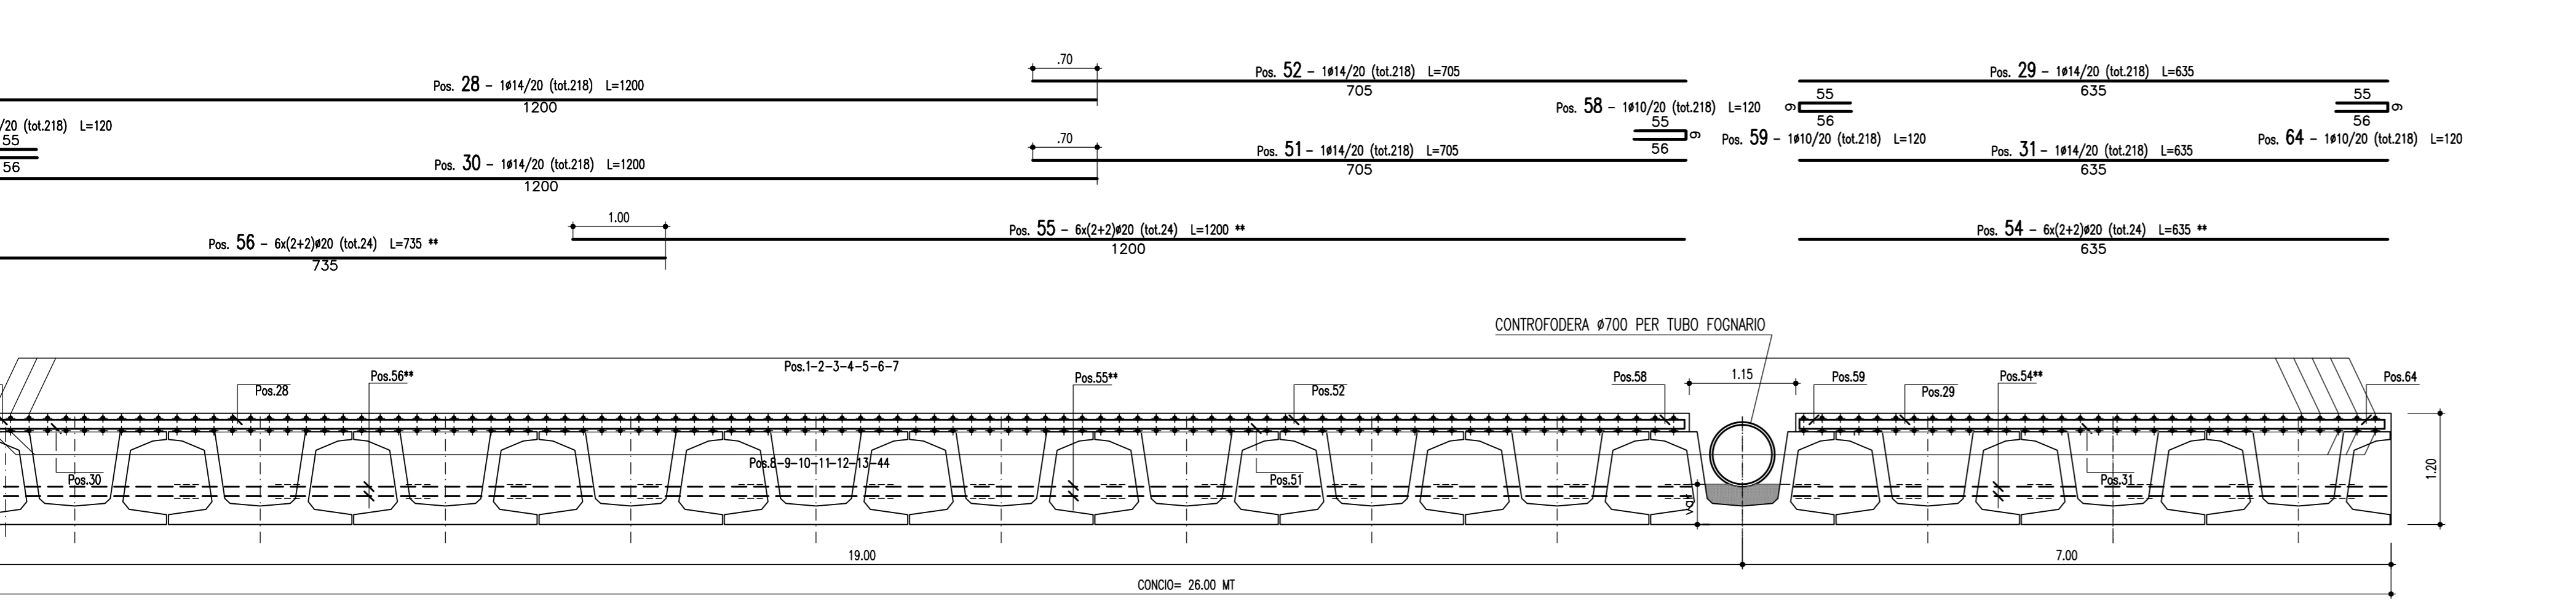 .70
Pos. 52 - 1ø14/20 (tot.218) L=705
705
Pos. 29 - 1ø14/20 (tot.218) L=635
635
Pos. 28 - 1ø14/20 (tot.218) L=1200
1200
55
9
56
55
9
56
Pos. 58 - 1ø10/20 (tot.218) L=120
55
9
56
/20 (tot.218) L=120
55
56
Pos. 59 - 1ø10/20 (tot.218) L=120
Pos. 64 - 1ø10/20 (tot.218) L=120
.70
Pos. 51 - 1ø14/20 (tot.218) L=705
705
Pos. 31 - 1ø14/20 (tot.218) L=635
635
Pos. 30 - 1ø14/20 (tot.218) L=1200
1200
1.00
Pos. 55 - 6x(2+2)ø20 (tot.24) L=1200 **
1200
Pos. 54 - 6x(2+2)ø20 (tot.24) L=635 **
635
Pos. 56 - 6x(2+2)ø20 (tot.24) L=735 **
735
CONTROFODERA Ø700 PER TUBO FOGNARIO
Pos.1-2-3-4-5-6-7
Pos.28
Pos.56**
Pos.55**
Pos.52
Pos.58
1.15
Pos.59
Pos.29
Pos.54**
Pos.64
Pos.8-9-10-11-12-13-44
Pos.30
Pos.51
Pos.31
1.20
19.00
7.00
CONCIO= 26.00 MT